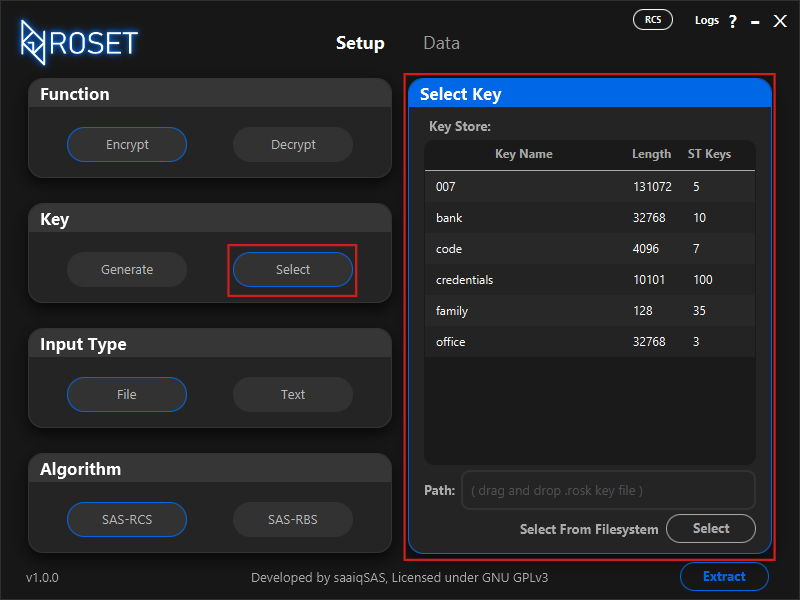 ROSET
Setup
Data
RCS
Logs ?
Function
Encrypt
Decrypt
Key
Generate
Select
Input Type
File
Text
Algorithm
SAS-RCS
SAS-RBS
Select Key
Key Store:
Key Name Length ST Keys
007 131072 5
bank 32768 10
code 4096 7
credentials 10101 100
family 128 35
office 32768 3
Path: ( drag and drop .rosk key file )
Select From Filesystem Select
v1.0.0
Developed by saaiqSAS, Licensed under GNU GPLv3
Extract